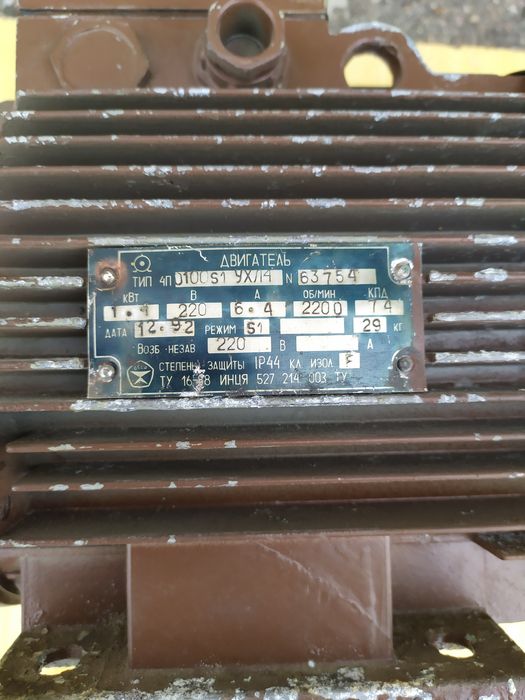 ДВИГАТЕЛЬ
ТИП 4П О100S1 УХЛ4 N 63754
КВТ В А ОБ/МИН КПД
1.1 220 6.4 2200 74
ДАТА 12.92 РЕЖИМ S1 29 КГ
ВОЗБ.НЕЗАВ 220 В А
СТЕПЕНЬ ЗАЩИТЫ IP44 КЛ ИЗОЛ F
ТУ 16-88 ИНЦЯ 527 214 003 ТУ